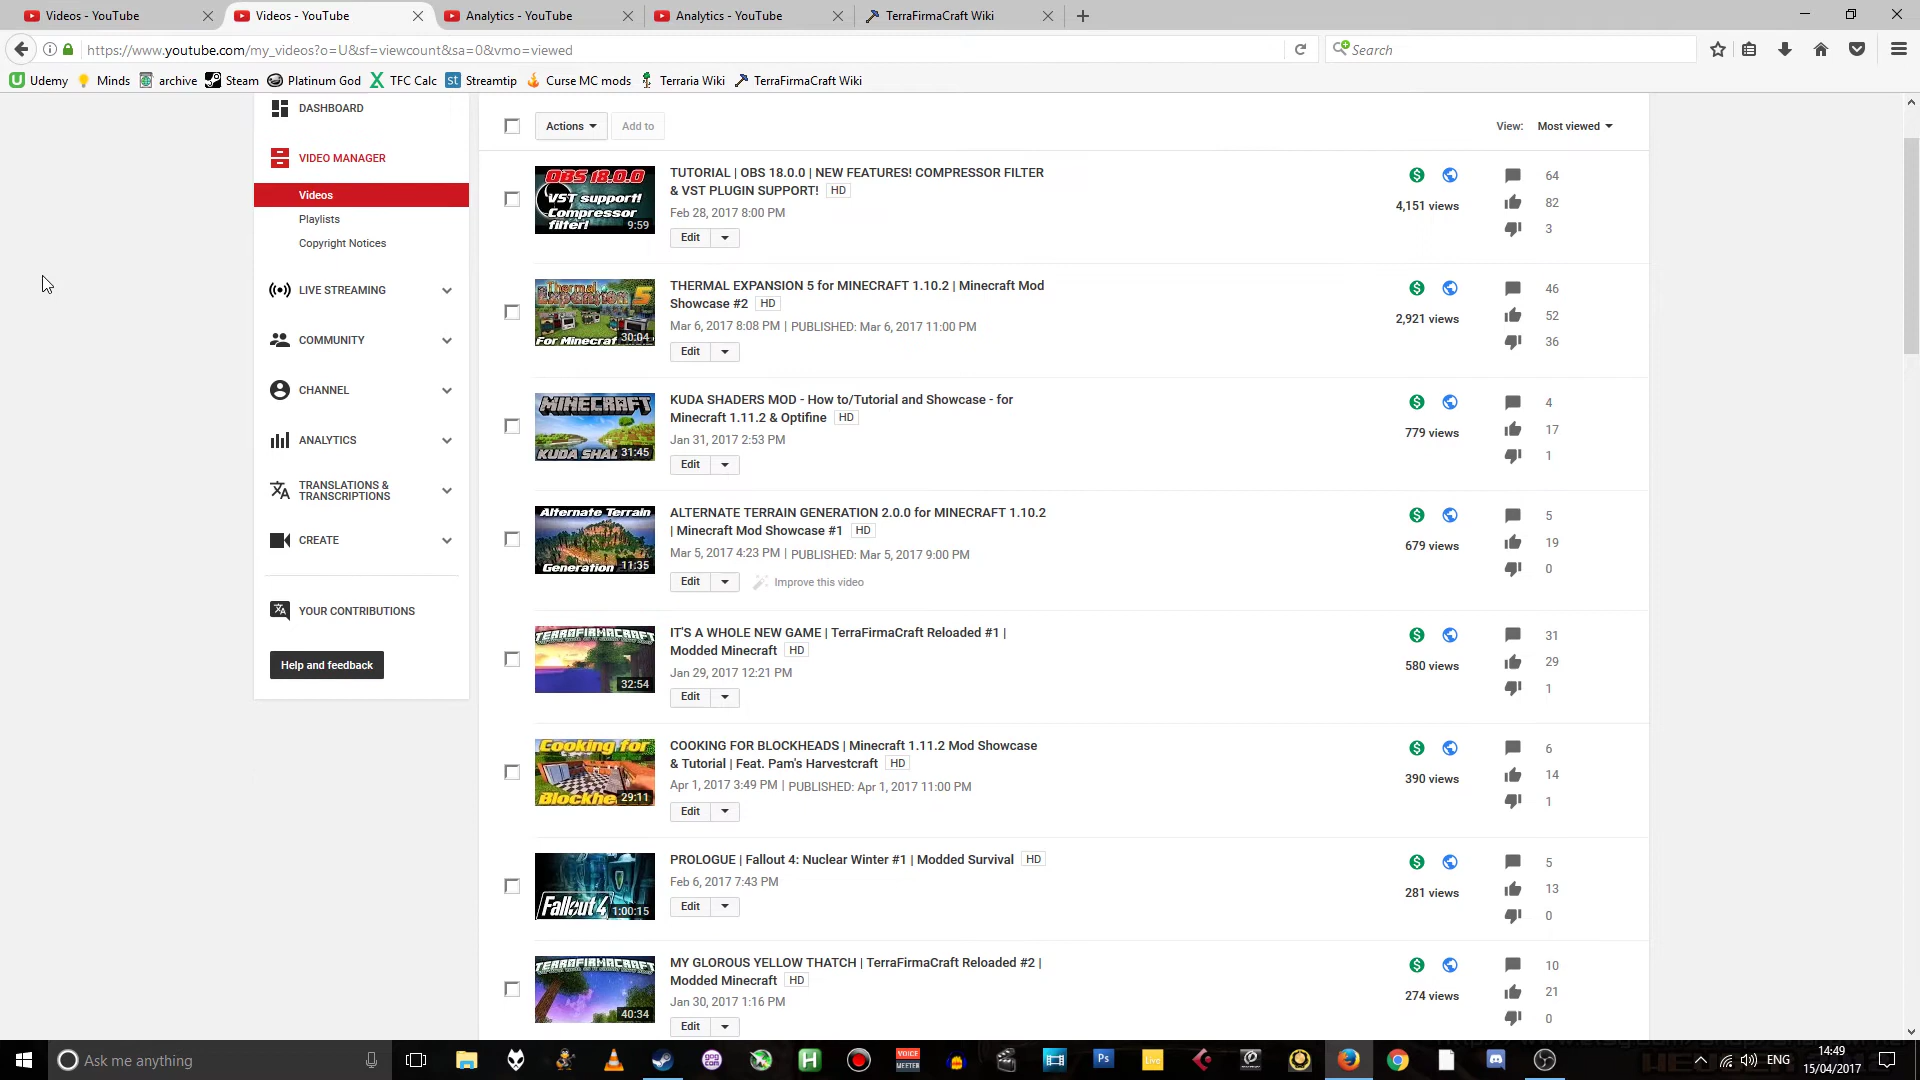 Videos - YouTube
Videos - YouTube
Analytics - YouTube
Analytics - YouTube
TerraFirmaCraft Wiki
https://www.youtube.com/my_videos?o=U&sf=viewcount&sa=0&vmo=viewed
Search
Udemy
Minds
archive
Steam
Platinum God
TFC Calc
Streamtip
Curse MC mods
Terraria Wiki
TerraFirmaCraft Wiki
DASHBOARD
VIDEO MANAGER
Videos
Playlists
Copyright Notices
LIVE STREAMING
COMMUNITY
CHANNEL
ANALYTICS
TRANSLATIONS &
TRANSCRIPTIONS
CREATE
YOUR CONTRIBUTIONS
Help and feedback
Actions
Add to
View: Most viewed
OBS 18.0.0
VST support!
Compressor
filter!
9:59
TUTORIAL | OBS 18.0.0 | NEW FEATURES! COMPRESSOR FILTER
& VST PLUGIN SUPPORT! HD
Feb 28, 2017 8:00 PM
Edit
4,151 views
64
82
3
Thermal
Expansion 5
For Minecraft
30:04
THERMAL EXPANSION 5 for MINECRAFT 1.10.2 | Minecraft Mod
Showcase #2 HD
Mar 6, 2017 8:08 PM | PUBLISHED: Mar 6, 2017 11:00 PM
Edit
2,921 views
46
52
36
MINECRAFT
KUDA SHA
31:45
KUDA SHADERS MOD - How to/Tutorial and Showcase - for
Minecraft 1.11.2 & Optifine HD
Jan 31, 2017 2:53 PM
Edit
779 views
4
17
1
Alternate Terrain
Generation
11:35
ALTERNATE TERRAIN GENERATION 2.0.0 for MINECRAFT 1.10.2
| Minecraft Mod Showcase #1 HD
Mar 5, 2017 4:23 PM | PUBLISHED: Mar 5, 2017 9:00 PM
Edit
Improve this video
679 views
5
19
0
TERRAFIRMACRAFT
32:54
IT'S A WHOLE NEW GAME | TerraFirmaCraft Reloaded #1 |
Modded Minecraft HD
Jan 29, 2017 12:21 PM
Edit
580 views
31
29
1
Cooking for
Blockhe
29:11
COOKING FOR BLOCKHEADS | Minecraft 1.11.2 Mod Showcase
& Tutorial | Feat. Pam's Harvestcraft HD
Apr 1, 2017 3:49 PM | PUBLISHED: Apr 1, 2017 11:00 PM
Edit
390 views
6
14
1
Fallout 4
1:00:15
PROLOGUE | Fallout 4: Nuclear Winter #1 | Modded Survival HD
Feb 6, 2017 7:43 PM
Edit
281 views
5
13
0
TERRAFIRMACRAFT
40:34
MY GLOROUS YELLOW THATCH | TerraFirmaCraft Reloaded #2 |
Modded Minecraft HD
Jan 30, 2017 1:16 PM
Edit
274 views
10
21
0
Ask me anything
gog
com
VOICE
MEETER
Ps
Live
ENG
14:49
15/04/2017